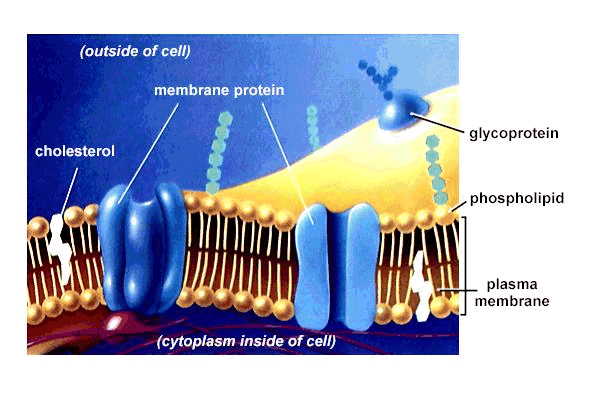 (outside of cell)
membrane protein
glycoprotein
cholesterol
phospholipid
plasma
membrane
(cytoplasm inside of cell)